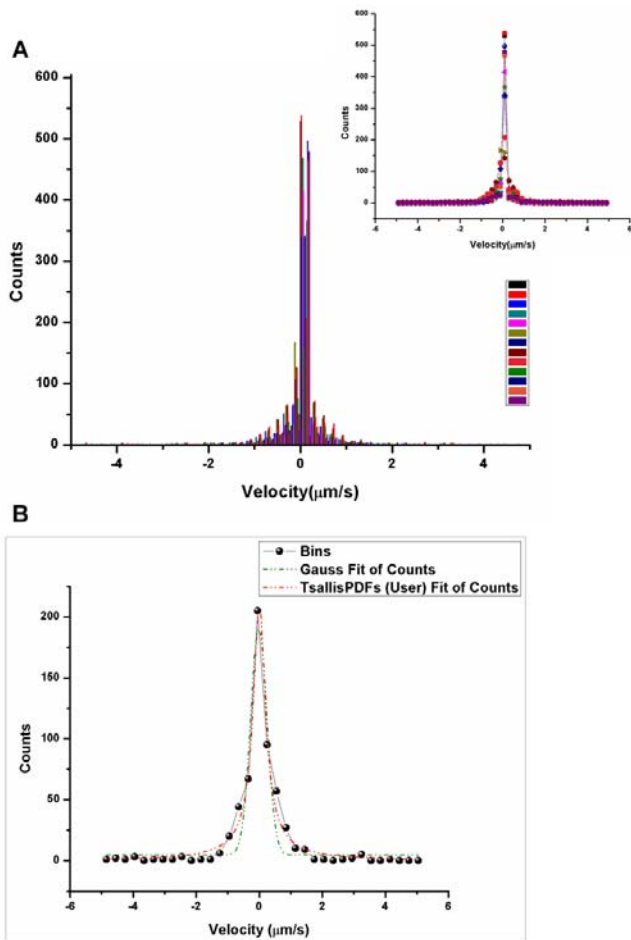 A
600
500
400
300
200
100
0
Counts
-4 -2 0 2 4
Velocity(μm/s)
600
500
400
300
200
100
0
Counts
-6 -4 -2 0 2 4 6
Velocity(μm/s)
B
Bins
Gauss Fit of Counts
TsallisPDFs (User) Fit of Counts
200
150
100
50
0
Counts
-6 -4 -2 0 2 4 6
Velocity (μm/s)